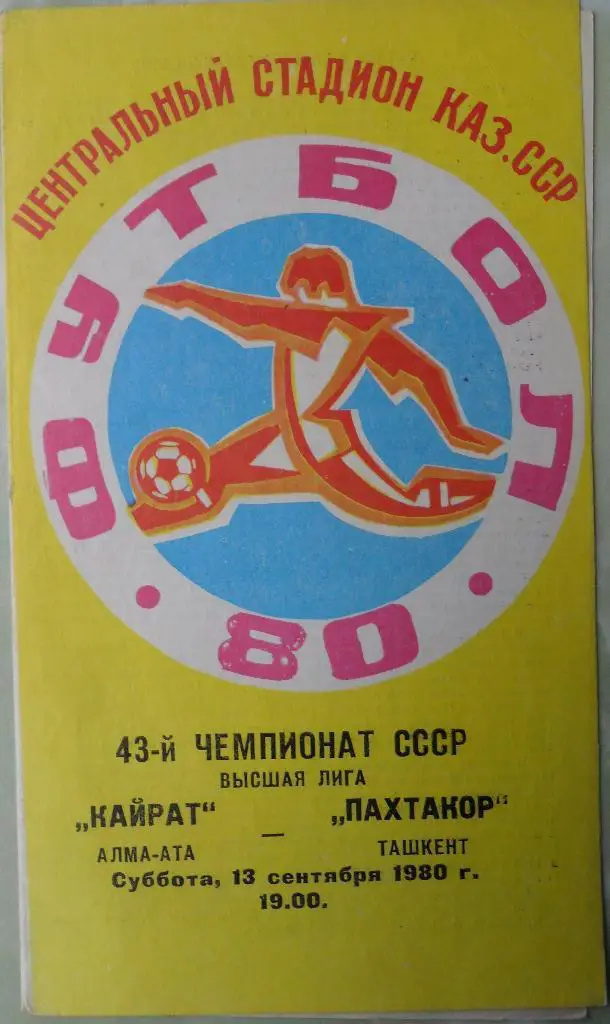 ЦЕНТРАЛЬНЫЙ СТАДИОН КАЗ. ССР
ФУТБОЛ
• 80 •
43-й ЧЕМПИОНАТ СССР
ВЫСШАЯ ЛИГА
„КАЙРАТ“ — „ПАХТАКОР“
АЛМА-АТА ТАШКЕНТ
Суббота, 13 сентября 1980 г.
19.00.